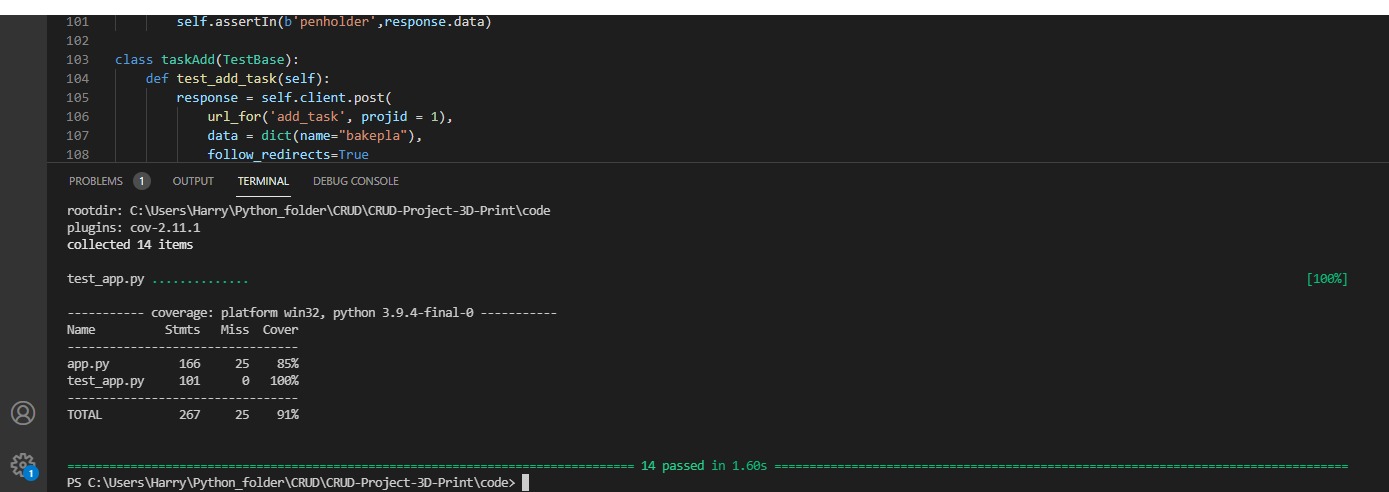 101 self.assertIn(b'penholder',response.data)
102
103 class taskAdd(TestBase):
104 def test_add_task(self):
105 response = self.client.post(
106 url_for('add_task', projid = 1),
107 data = dict(name="bakepla"),
108 follow_redirects=True
PROBLEMS 1 OUTPUT TERMINAL DEBUG CONSOLE
rootdir: C:\Users\Harry\Python_folder\CRUD\CRUD-Project-3D-Print\code
plugins: cov-2.11.1
collected 14 items
test_app.py .............. [100%]
----------- coverage: platform win32, python 3.9.4-final-0 -----------
Name Stmts Miss Cover
---------------------------------
app.py 166 25 85%
test_app.py 101 0 100%
---------------------------------
TOTAL 267 25 91%
1
================================================================================= 14 passed in 1.60s ==================================================================================
PS C:\Users\Harry\Python_folder\CRUD\CRUD-Project-3D-Print\code>